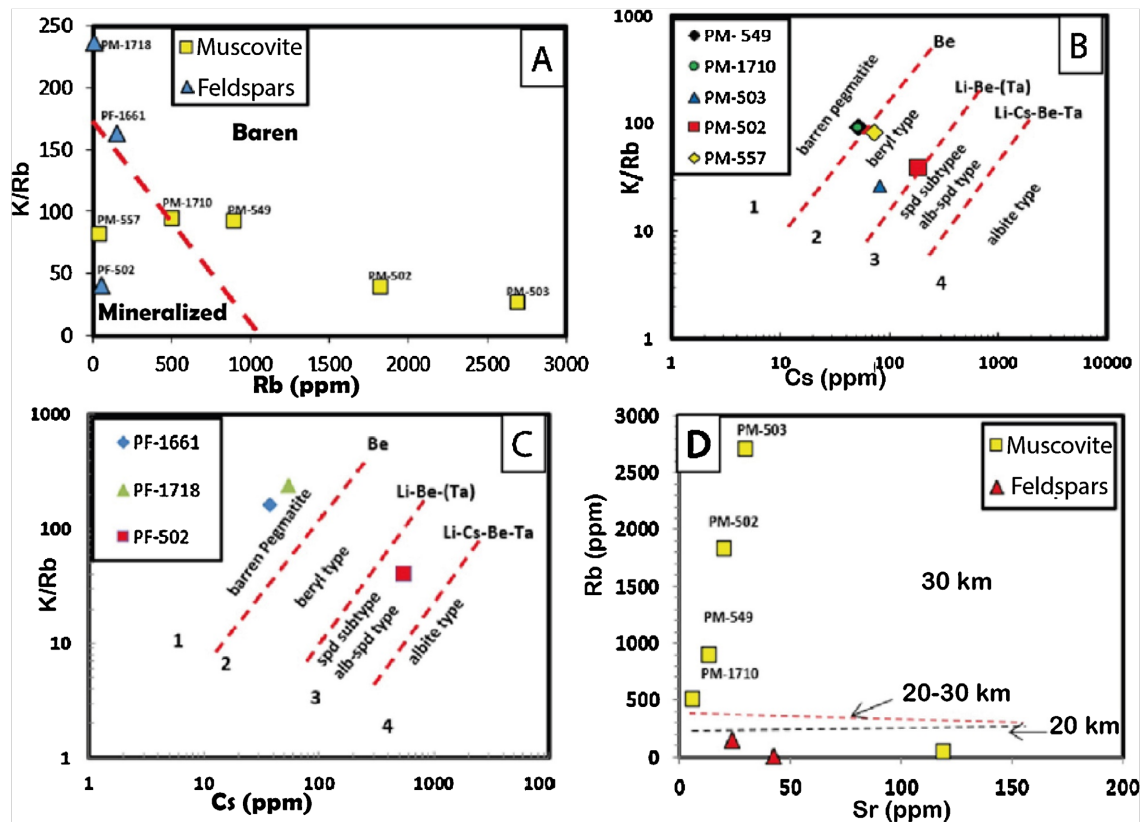 A
Muscovite
Feldspars
250
200
150
100
50
0
K/Rb
PM-1718
PF-1661
Baren
PM-1710
PM-549
PM-557
PF-502
PM-502
PM-503
Mineralized
0 500 1000 1500 2000 2500 3000
Rb (ppm)
B
PM- 549
PM-1710
PM-503
PM-502
PM-557
1000
100
10
1
K/Rb
Be
Li-Be-(Ta)
Li-Cs-Be-Ta
barren pegmatite
beryl type
spd subtypee
alb-spd type
albite type
1
2
3
4
1 10 100 1000 10000
Cs (ppm)
C
PF-1661
PF-1718
PF-502
1000
100
10
1
K/Rb
Be
Li-Be-(Ta)
Li-Cs-Be-Ta
barren Pegmatite
beryl type
spd subtype
alb-spd type
albite type
1
2
3
4
1 10 100 1000 100
Cs (ppm)
D
Muscovite
Feldspars
3000
2500
2000
1500
1000
500
0
Rb (ppm)
PM-503
PM-502
PM-549
PM-1710
30 km
20-30 km
20 km
0 50 100 150 200
Sr (ppm)